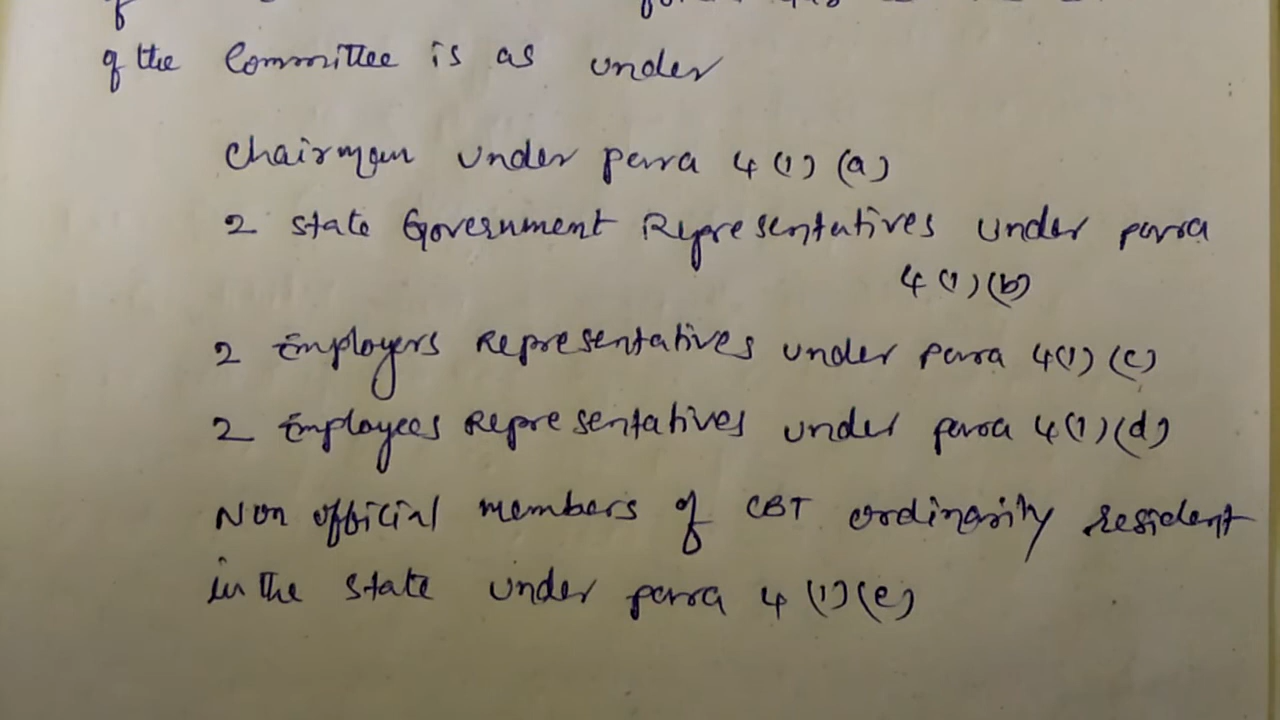 of the Committee is as under
Chairman under para 4 (1) (a)
2 State Government Representatives under para
4 (1) (b)
2 Employers Representatives under para 4(1) (c)
2 Employees Representatives under para 4(1)(d)
Non official members of CBT ordinarily resident
in the state under para 4 (1)(e)